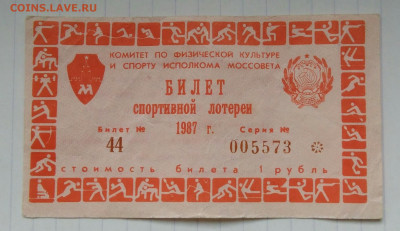 COINS.LAVE.RU
КОМИТЕТ ПО ФИЗИЧЕСКОЙ КУЛЬТУРЕ
И СПОРТУ ИСПОЛКОМА МОССОВЕТА
БИЛЕТ
спортивной лотереи
Билет № 1987 г. Серия №
44 005573
стоимость билета 1 рубль